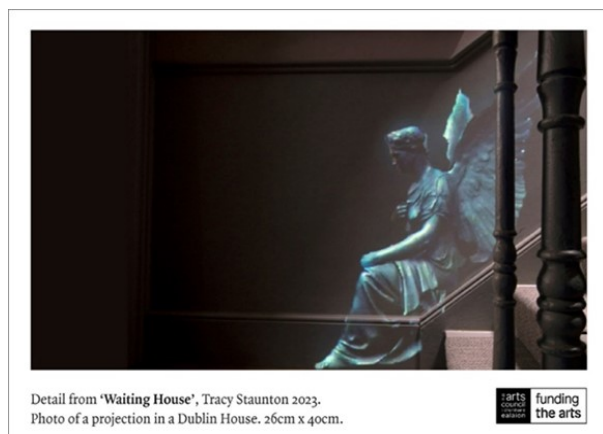 Detail from ‘Waiting House’, Tracy Staunton 2023.
Photo of a projection in a Dublin House. 26cm x 40cm.
arts
council
ealaíon
funding
the arts